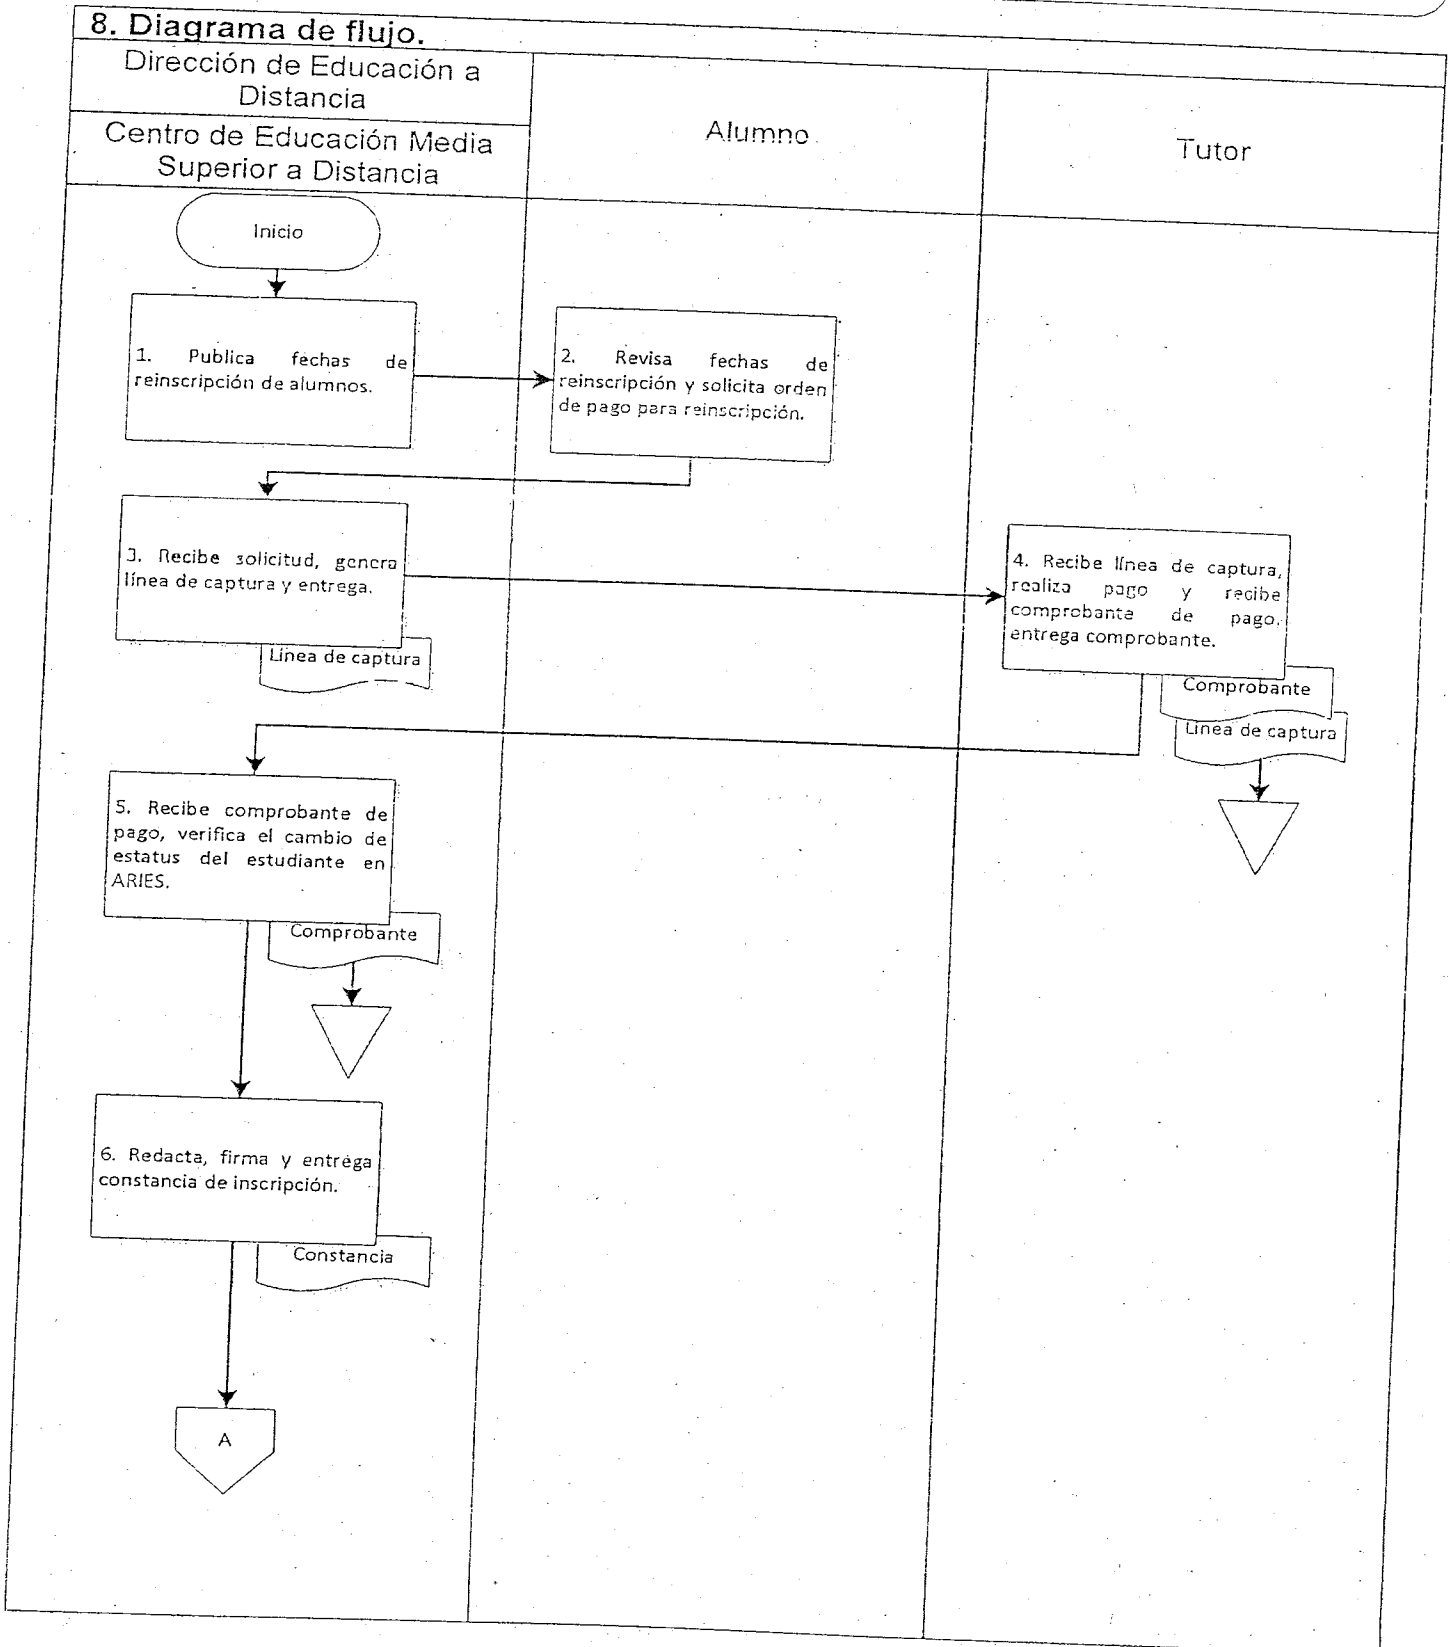 8. Diagrama de flujo.
Dirección de Educación a
Distancia
Centro de Educación Media
Superior a Distancia
Alumno
Tutor
Inicio
1. Publica fechas de
reinscripción de alumnos.
2. Revisa fechas de
reinscripción y solicita orden
de pago para reinscripción.
3. Recibe solicitud, genera
línea de captura y entrega.
Línea de captura
4. Recibe línea de captura,
realiza pago y recibe
comprobante de pago,
entrega comprobante.
Comprobante
Línea de captura
5. Recibe comprobante de
pago, verifica el cambio de
estatus del estudiante en
ARIES.
Comprobante
6. Redacta, firma y entrega
constancia de inscripción.
Constancia
A